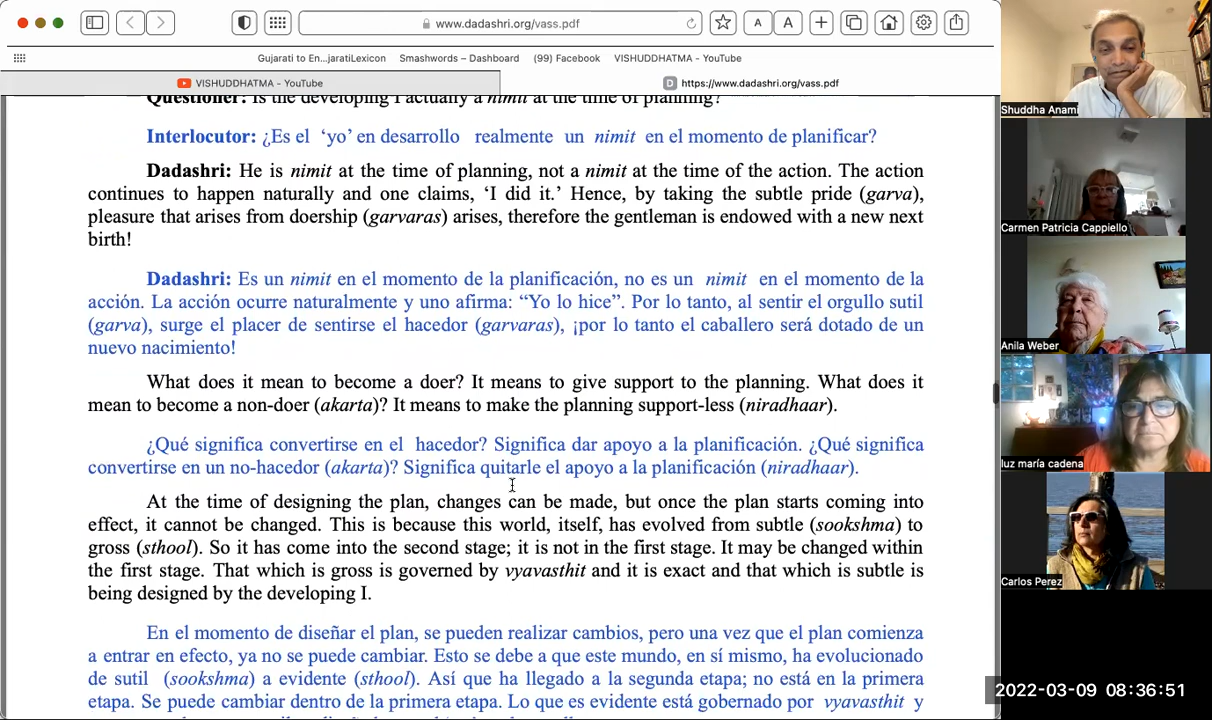 www.dadashri.org/vass.pdf
A A
Gujarati to En...jaratiLexicon Smashwords – Dashboard (99) Facebook VISHUDDHATMA - YouTube
VISHUDDHATMA - YouTube D https://www.dadashri.org/vass.pdf
Questioner: Is the developing I actually a nimit at the time of planning?
Interlocutor: ¿Es el ‘yo’ en desarrollo realmente un nimit en el momento de planificar?
Dadashri: He is nimit at the time of planning, not a nimit at the time of the action. The action
continues to happen naturally and one claims, ‘I did it.’ Hence, by taking the subtle pride (garva),
pleasure that arises from doership (garvaras) arises, therefore the gentleman is endowed with a new next
birth!
Dadashri: Es un nimit en el momento de la planificación, no es un nimit en el momento de la
acción. La acción ocurre naturalmente y uno afirma: “Yo lo hice”. Por lo tanto, al sentir el orgullo sutil
(garva), surge el placer de sentirse el hacedor (garvaras), ¡por lo tanto el caballero será dotado de un
nuevo nacimiento!
What does it mean to become a doer? It means to give support to the planning. What does it
mean to become a non-doer (akarta)? It means to make the planning support-less (niradhaar).
¿Qué significa convertirse en el hacedor? Significa dar apoyo a la planificación. ¿Qué significa
convertirse en un no-hacedor (akarta)? Significa quitarle el apoyo a la planificación (niradhaar).
At the time of designing the plan, changes can be made, but once the plan starts coming into
effect, it cannot be changed. This is because this world, itself, has evolved from subtle (sookshma) to
gross (sthool). So it has come into the second stage; it is not in the first stage. It may be changed within
the first stage. That which is gross is governed by vyavasthit and it is exact and that which is subtle is
being designed by the developing I.
En el momento de diseñar el plan, se pueden realizar cambios, pero una vez que el plan comienza
a entrar en efecto, ya no se puede cambiar. Esto se debe a que este mundo, en sí mismo, ha evolucionado
de sutil (sookshma) a evidente (sthool). Así que ha llegado a la segunda etapa; no está en la primera
etapa. Se puede cambiar dentro de la primera etapa. Lo que es evidente está gobernado por vyavasthit y
Shuddha Anami
Carmen Patricia Cappiello
Anila Weber
luz maría cadena
Carlos Perez
2022-03-09 08:36:51